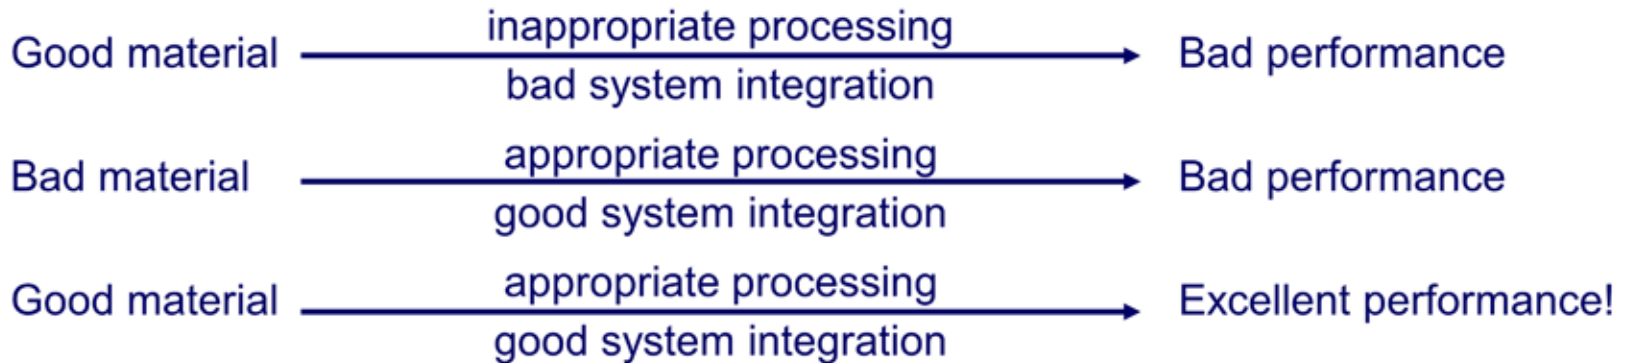 inappropriate processing
Good material Bad performance
bad system integration
appropriate processing
Bad material Bad performance
good system integration
appropriate processing
Good material Excellent performance!
good system integration